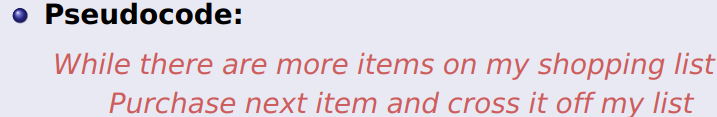 Pseudocode:
While there are more items on my shopping list
Purchase next item and cross it off my list